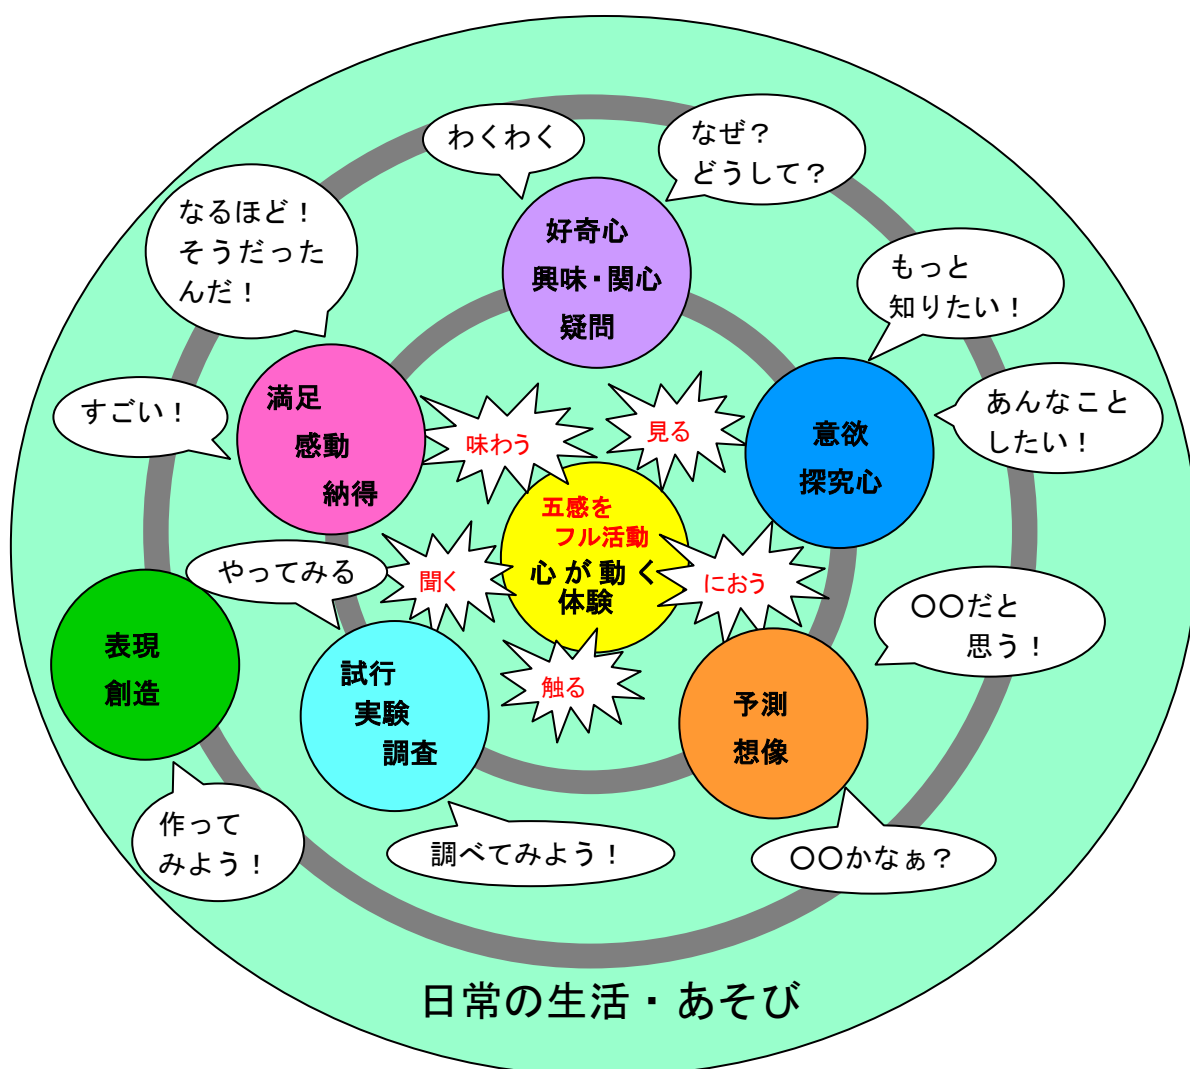 わくわく
なぜ？
どうして？
なるほど！
そうだった
んだ！
好奇心
興味・関心
疑問
もっと
知りたい！
すごい！
満足
感動
納得
味わう
見る
意欲
探究心
あんなこと
したい！
五感を
フル活動
心が動く
体験
やってみる
聞く
におう
〇〇だと
思う！
表現
創造
試行
実験
調査
触る
予測
想像
作って
みよう！
調べてみよう！
〇〇かなぁ？
日常の生活・あそび